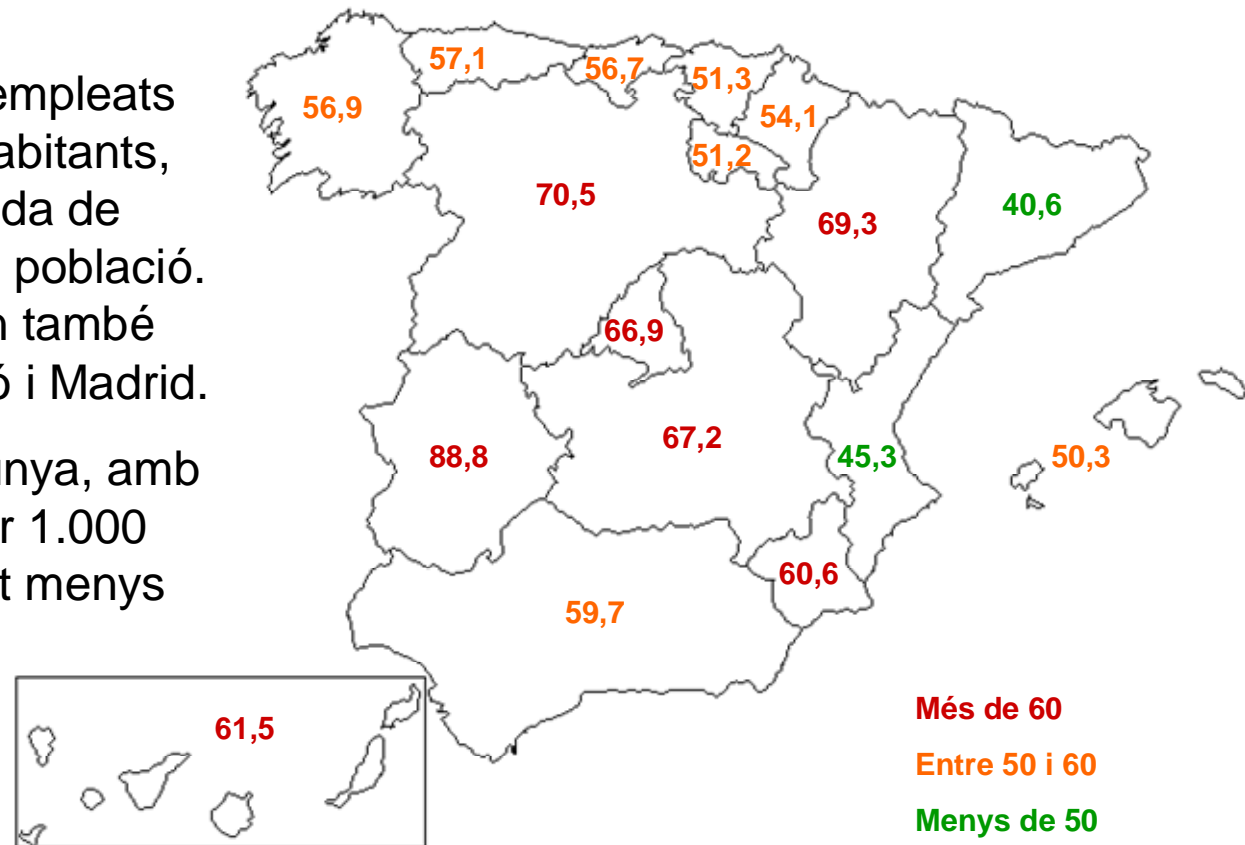 empleats
abitants,
da de
població.
n també
ó i Madrid.
unya, amb
r 1.000
t menys
57,1
56,7
51,3
56,9
54,1
51,2
70,5
69,3
40,6
66,9
88,8
67,2
45,3
50,3
60,6
59,7
61,5
Més de 60
Entre 50 i 60
Menys de 50